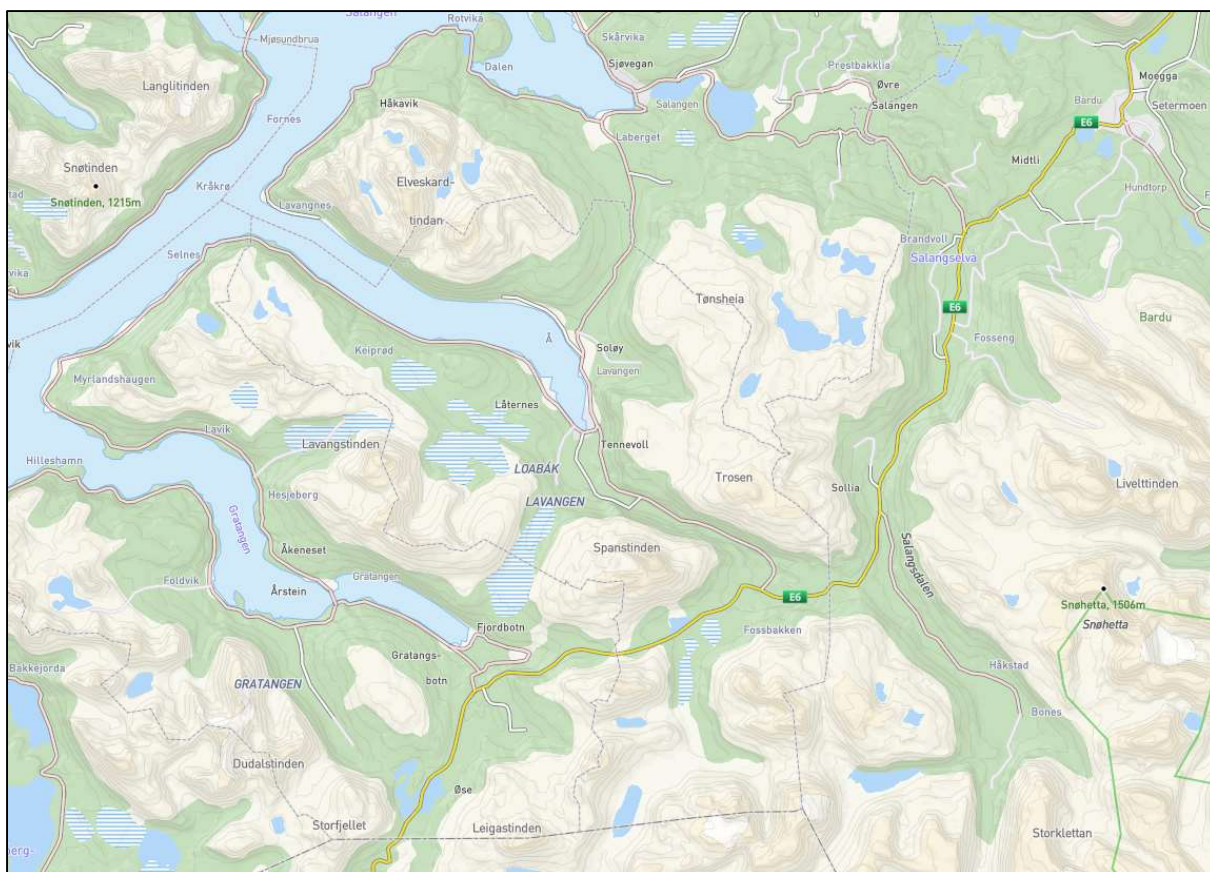 Salangen
Rotvika
Mjøsundbrua
Skårvika
Dalen
Sjøvegan
Prestbakklia
Moegga
Langlitinden
Øvre
Salangen
Salangen
Bardu
Setermoen
Håkavik
Fornes
E6
Laberget
Midtli
Snøtinden
Kråkrø
Elveskard-
tindan
Hundtorp
Snøtinden, 1215m
Lavangnes
Brandvoll
Selnes
Salangselva
Tønsheia
E6
Bardu
Å
Soløy
Fosseng
Keiprød
Lavangen
Myrlandshaugen
Låternes
Lavik
Lavangstinden
Tennevoll
Hilleshamn
LOABÁK
Trosen
Sollia
Livelttinden
Hesjeberg
LAVANGEN
Gratangen
Åkeneset
Spanstinden
Salangsdalen
Foldvik
Årstein
Gratangen
E6
Snøhetta, 1506m
Snøhetta
Fjordbotn
Fossbakken
Gratangs-
botn
Håkstad
Bakkejorda
GRATANGEN
Bones
Dudalstinden
Øse
Storfjellet
Leigastinden
Storklettan